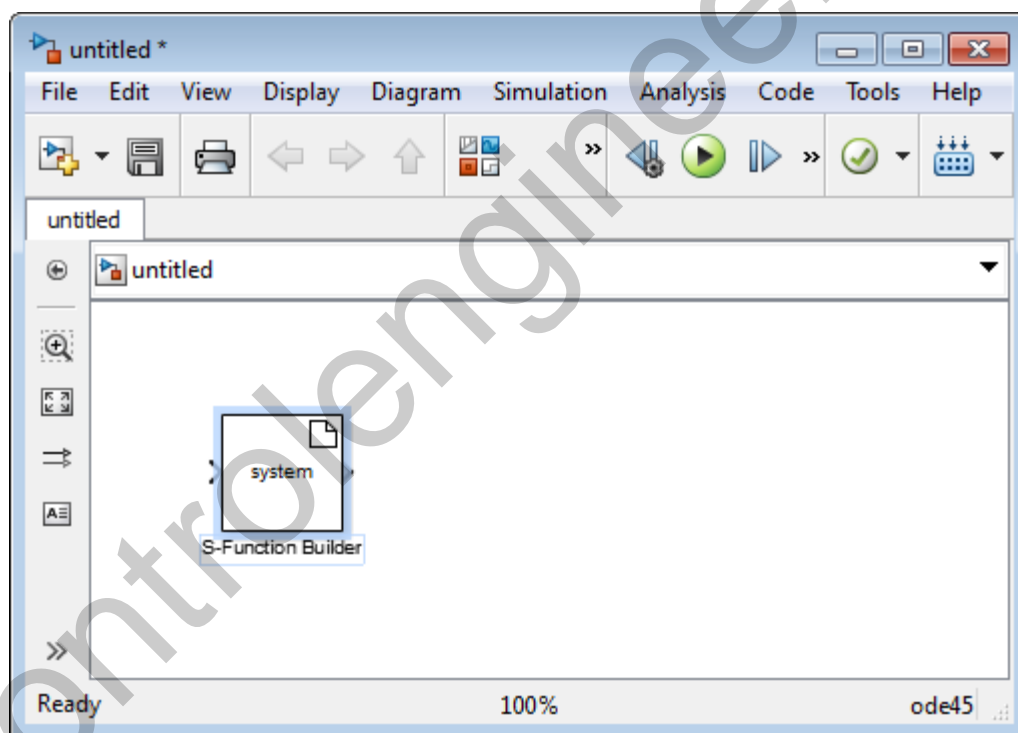 untitled *
File Edit View Display Diagram Simulation Analysis Code Tools Help
untitled
untitled
system
S-Function Builder
Ready 100% ode45